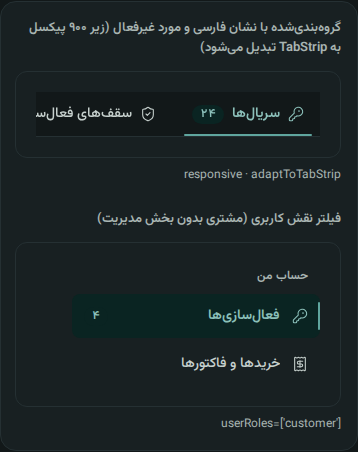 گروه‌بندی‌شده با نشان فارسی و مورد غیرفعال (زیر ۹۰۰ پیکسل
به TabStrip تبدیل می‌شود)
سریال‌ها ۲۴ سقف‌های فعال‌س
responsive · adaptToTabStrip
فیلتر نقش کاربری (مشتری بدون بخش مدیریت)
حساب من
فعال‌سازی‌ها ۴
خریدها و فاکتورها
userRoles=['customer']